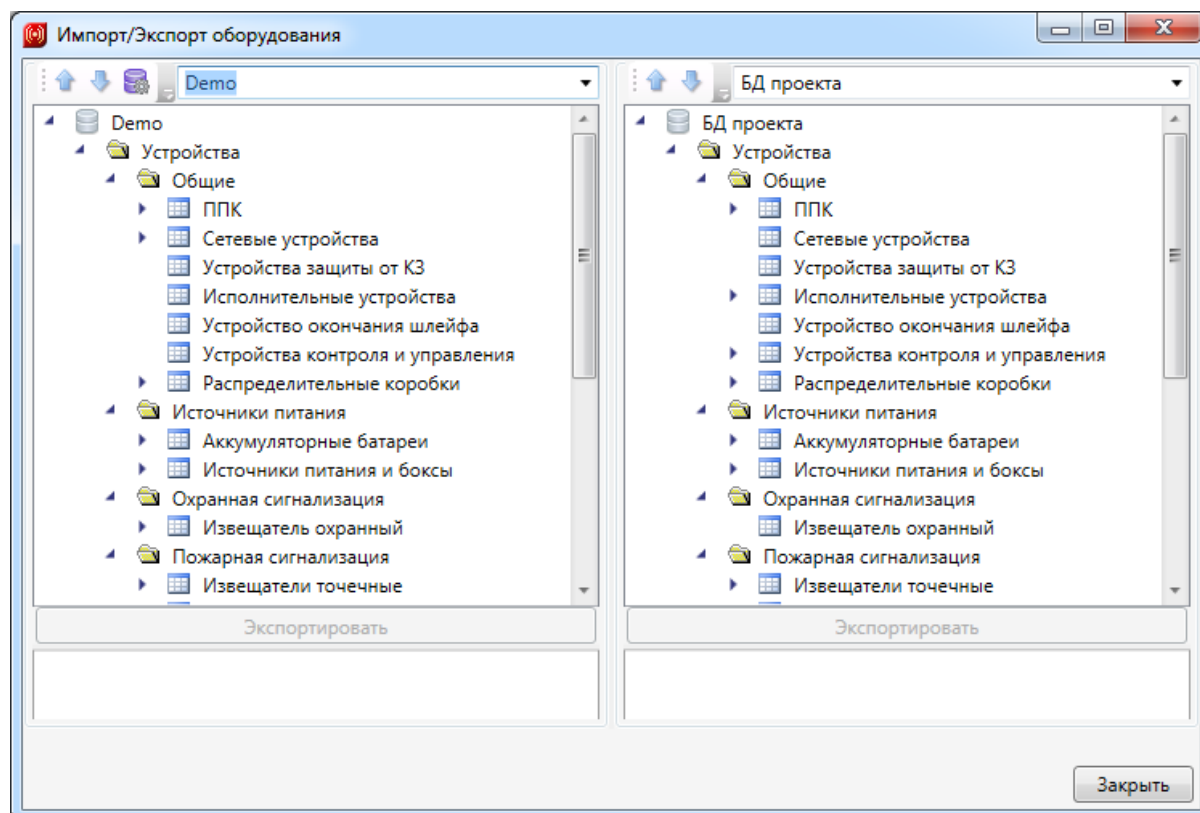 Импорт/Экспорт оборудования
Demo
Demo
Устройства
Общие
ППК
Сетевые устройства
Устройства защиты от КЗ
Исполнительные устройства
Устройство окончания шлейфа
Устройства контроля и управления
Распределительные коробки
Источники питания
Аккумуляторные батареи
Источники питания и боксы
Охранная сигнализация
Извещатель охранный
Пожарная сигнализация
Извещатели точечные
Экспортировать
БД проекта
БД проекта
Устройства
Общие
ППК
Сетевые устройства
Устройства защиты от КЗ
Исполнительные устройства
Устройство окончания шлейфа
Устройства контроля и управления
Распределительные коробки
Источники питания
Аккумуляторные батареи
Источники питания и боксы
Охранная сигнализация
Извещатель охранный
Пожарная сигнализация
Извещатели точечные
Экспортировать
Закрыть